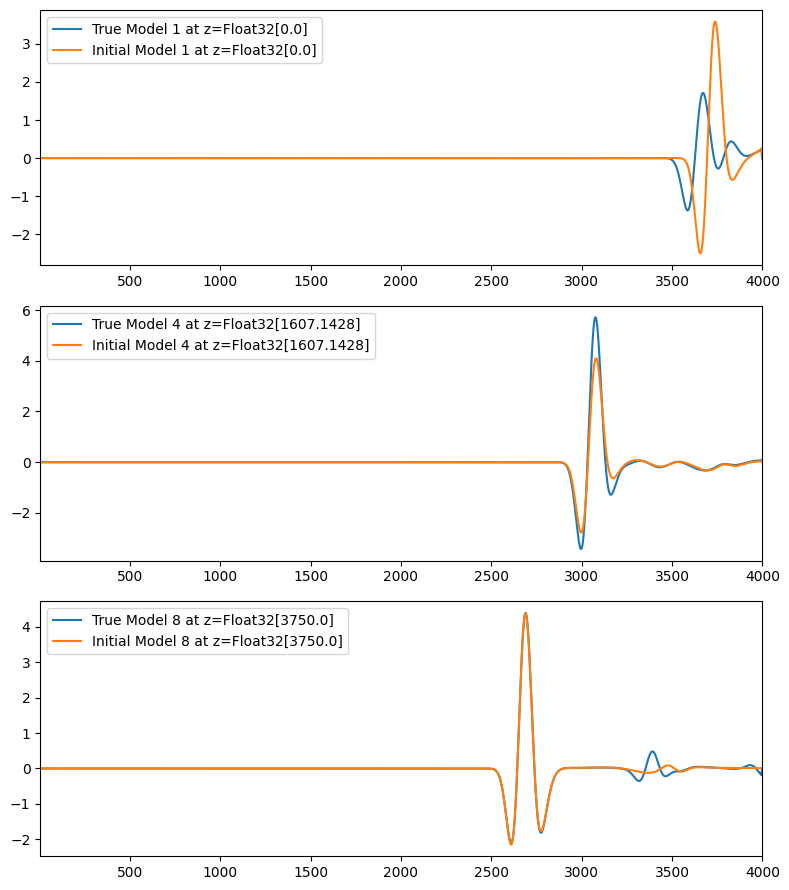 True Model 1 at z=Float32[0.0]
Initial Model 1 at z=Float32[0.0]
3
2
1
0
−1
−2
500 1000 1500 2000 2500 3000 3500 4000
True Model 4 at z=Float32[1607.1428]
Initial Model 4 at z=Float32[1607.1428]
6
4
2
0
−2
500 1000 1500 2000 2500 3000 3500 4000
True Model 8 at z=Float32[3750.0]
Initial Model 8 at z=Float32[3750.0]
4
3
2
1
0
−1
−2
500 1000 1500 2000 2500 3000 3500 4000